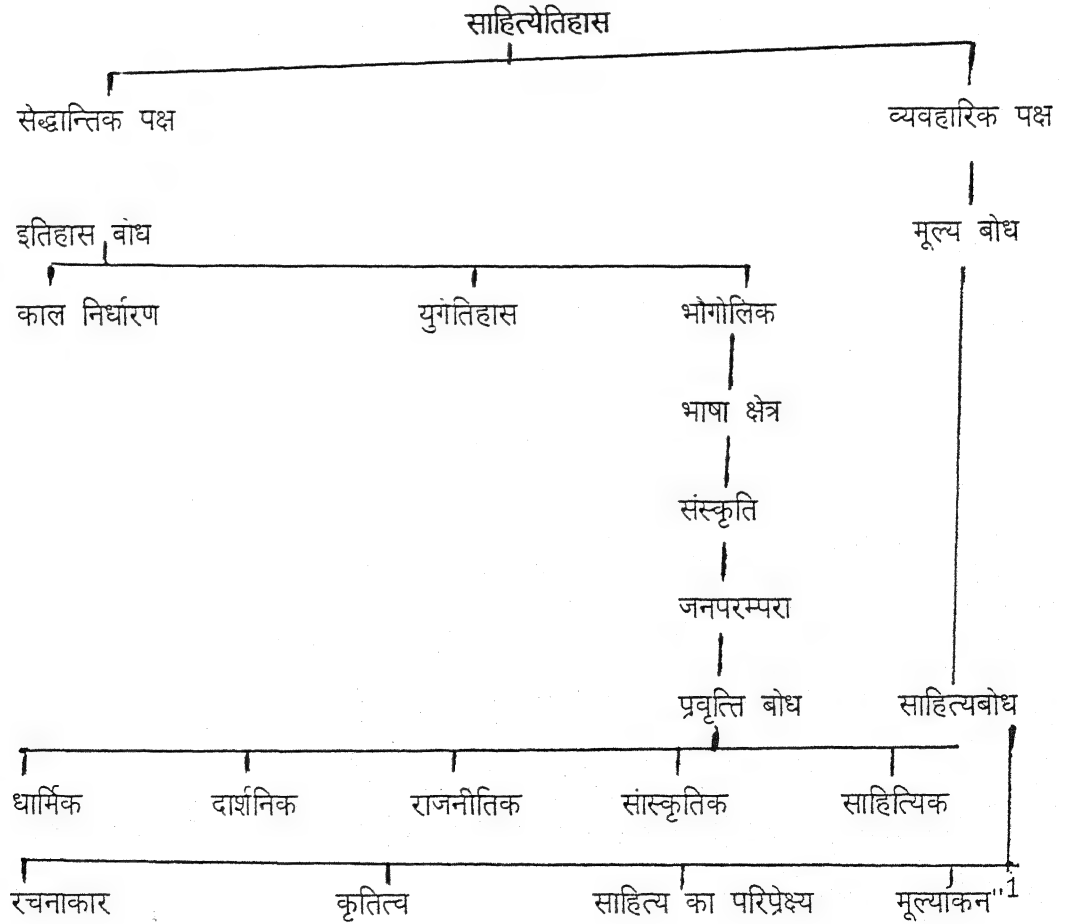 साहित्येतिहास
सेद्धान्तिक पक्ष व्यवहारिक पक्ष
इतिहास बोध मूल्य बोध
काल निर्धारण युगेतिहास भौगोलिक
भाषा क्षेत्र
संस्कृति
जनपरम्परा
प्रवृत्ति बोध साहित्यबोध
धार्मिक दार्शनिक राजनीतिक सांस्कृतिक साहित्यिक
रचनाकार कृतित्व साहित्य का परिप्रेक्ष्य मूल्यांकन"1